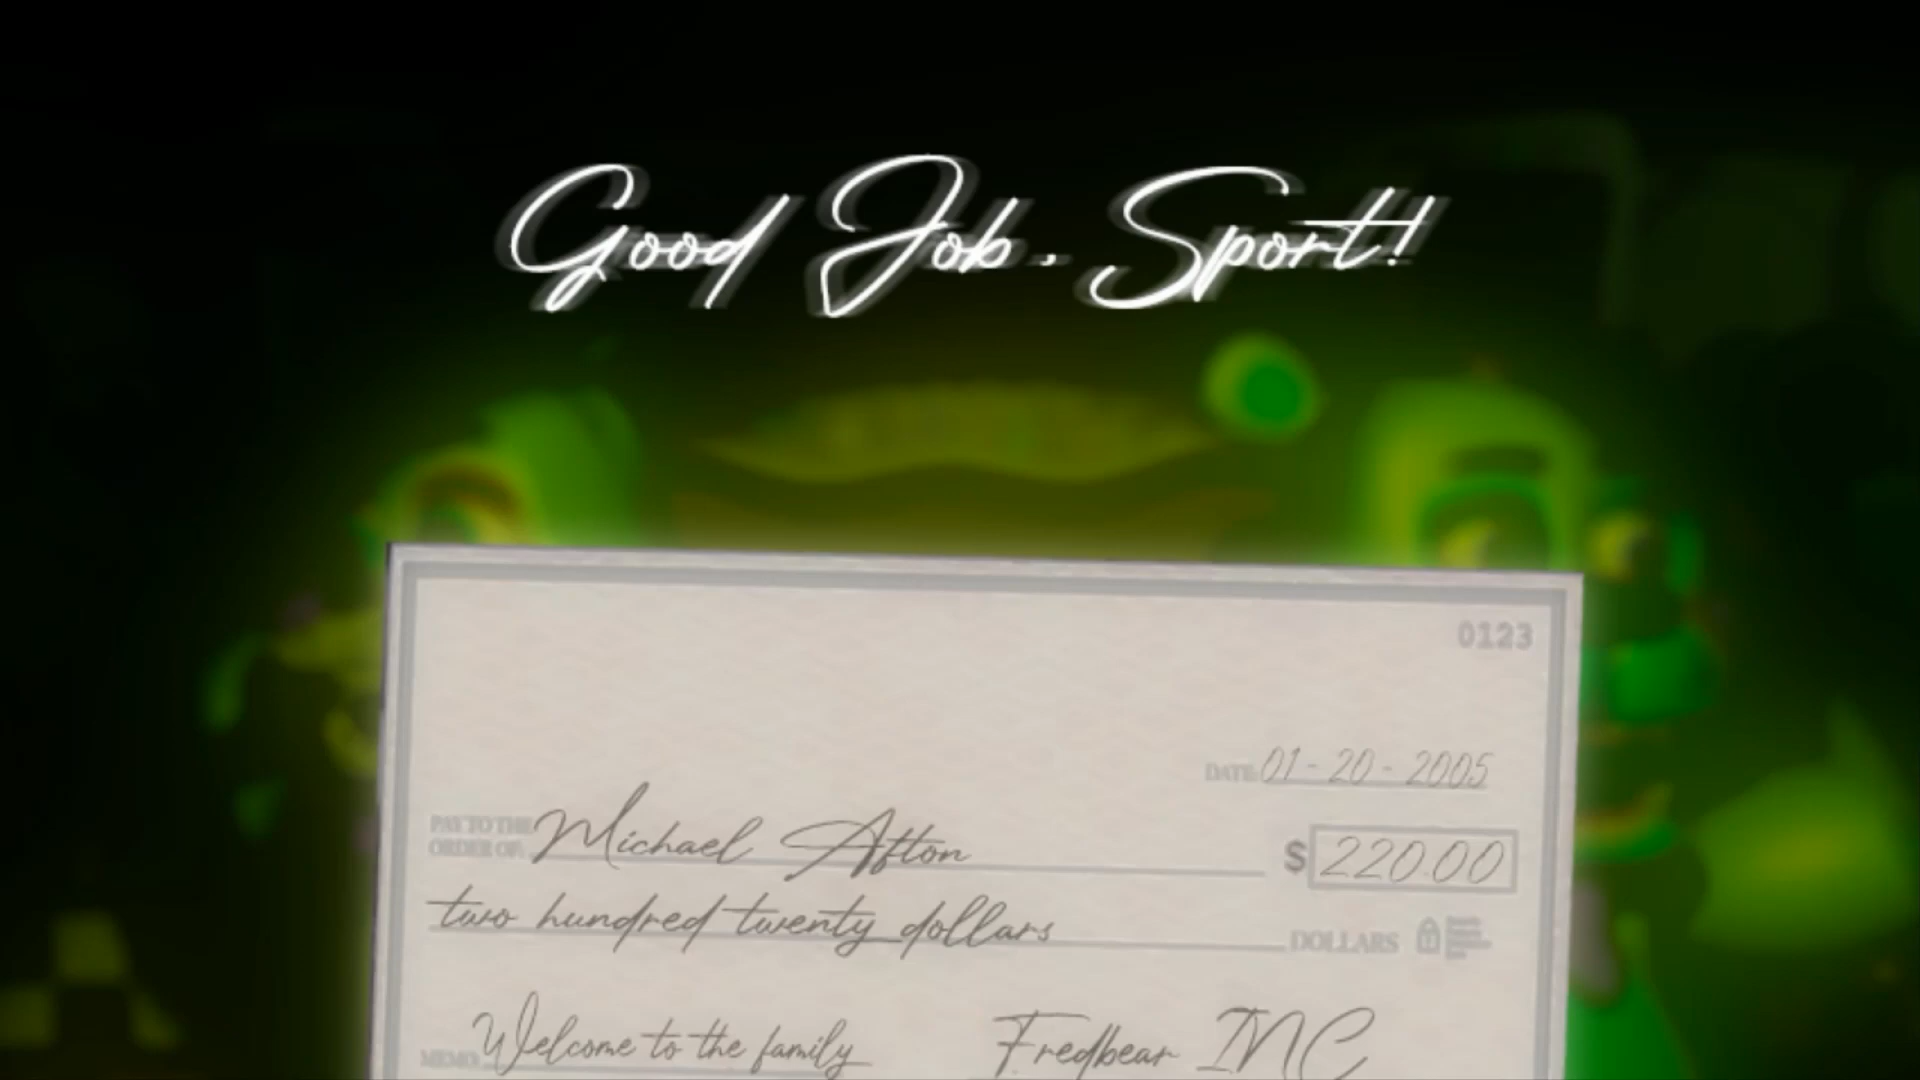 Good Job, Sport!
0123
DATE 01-20-2005
PAY TO THE
ORDER OF: Michael Afton
$ 220.00
two hundred twenty dollars DOLLARS
MEMO Welcome to the family Fredbear INC